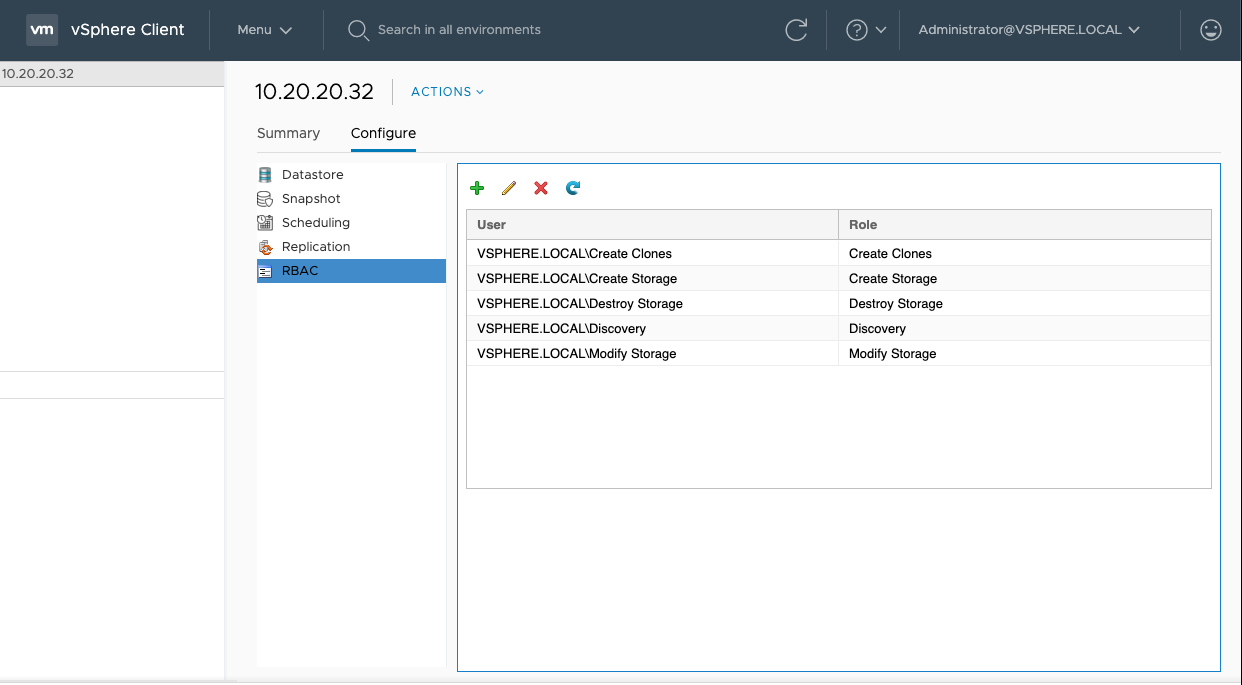 vm vSphere Client Menu Search in all environments Administrator@VSPHERE.LOCAL
10.20.20.32
10.20.20.32 ACTIONS
Summary Configure
Datastore
Snapshot
Scheduling
Replication
RBAC
User Role
VSPHERE.LOCAL\Create Clones Create Clones
VSPHERE.LOCAL\Create Storage Create Storage
VSPHERE.LOCAL\Destroy Storage Destroy Storage
VSPHERE.LOCAL\Discovery Discovery
VSPHERE.LOCAL\Modify Storage Modify Storage